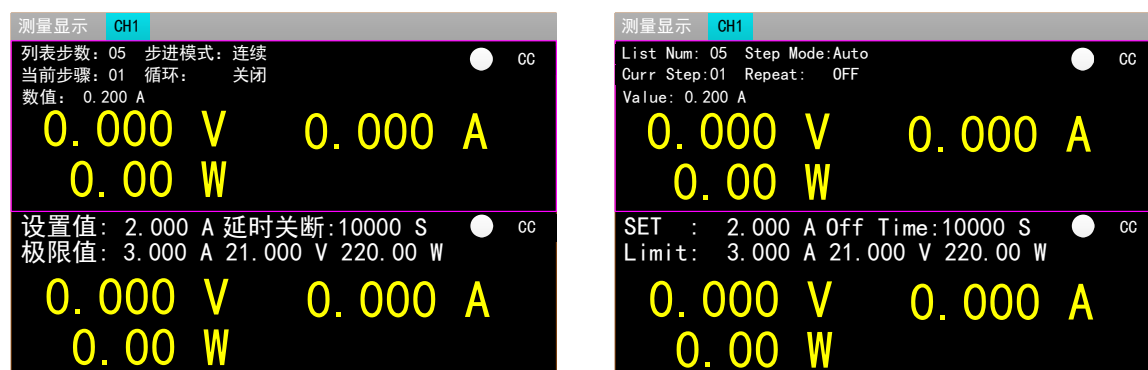 测量显示 CH1
列表步数: 05 步进模式: 连续
当前步骤: 01 循环: 关闭
CC
数值: 0.200 A
0.000 V 0.000 A
0.00 W
设置值: 2.000 A 延时关断:10000 S
CC
极限值: 3.000 A 21.000 V 220.00 W
0.000 V 0.000 A
0.00 W
测量显示 CH1
List Num: 05 Step Mode:Auto
CC
Curr Step:01 Repeat: OFF
Value: 0.200 A
0.000 V 0.000 A
0.00 W
SET : 2.000 A Off Time:10000 S
CC
Limit: 3.000 A 21.000 V 220.00 W
0.000 V 0.000 A
0.00 W